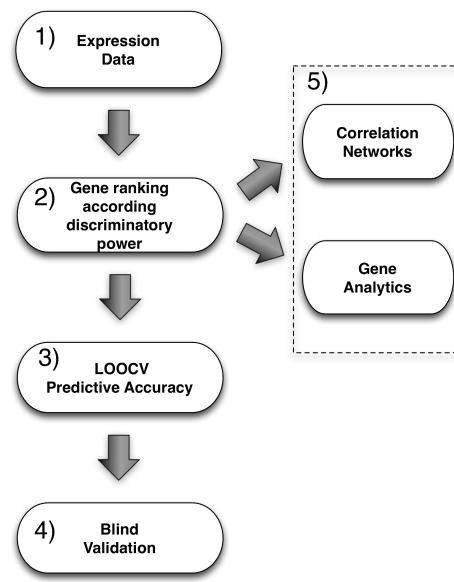 1)
Expression
Data
2)
Gene ranking
according
discriminatory
power
3)
LOOCV
Predictive Accuracy
4)
Blind
Validation
5)
Correlation
Networks
Gene
Analytics